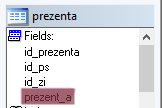 prezenta
Fields:
id_prezenta
id_ps
id_zi
prezent_a